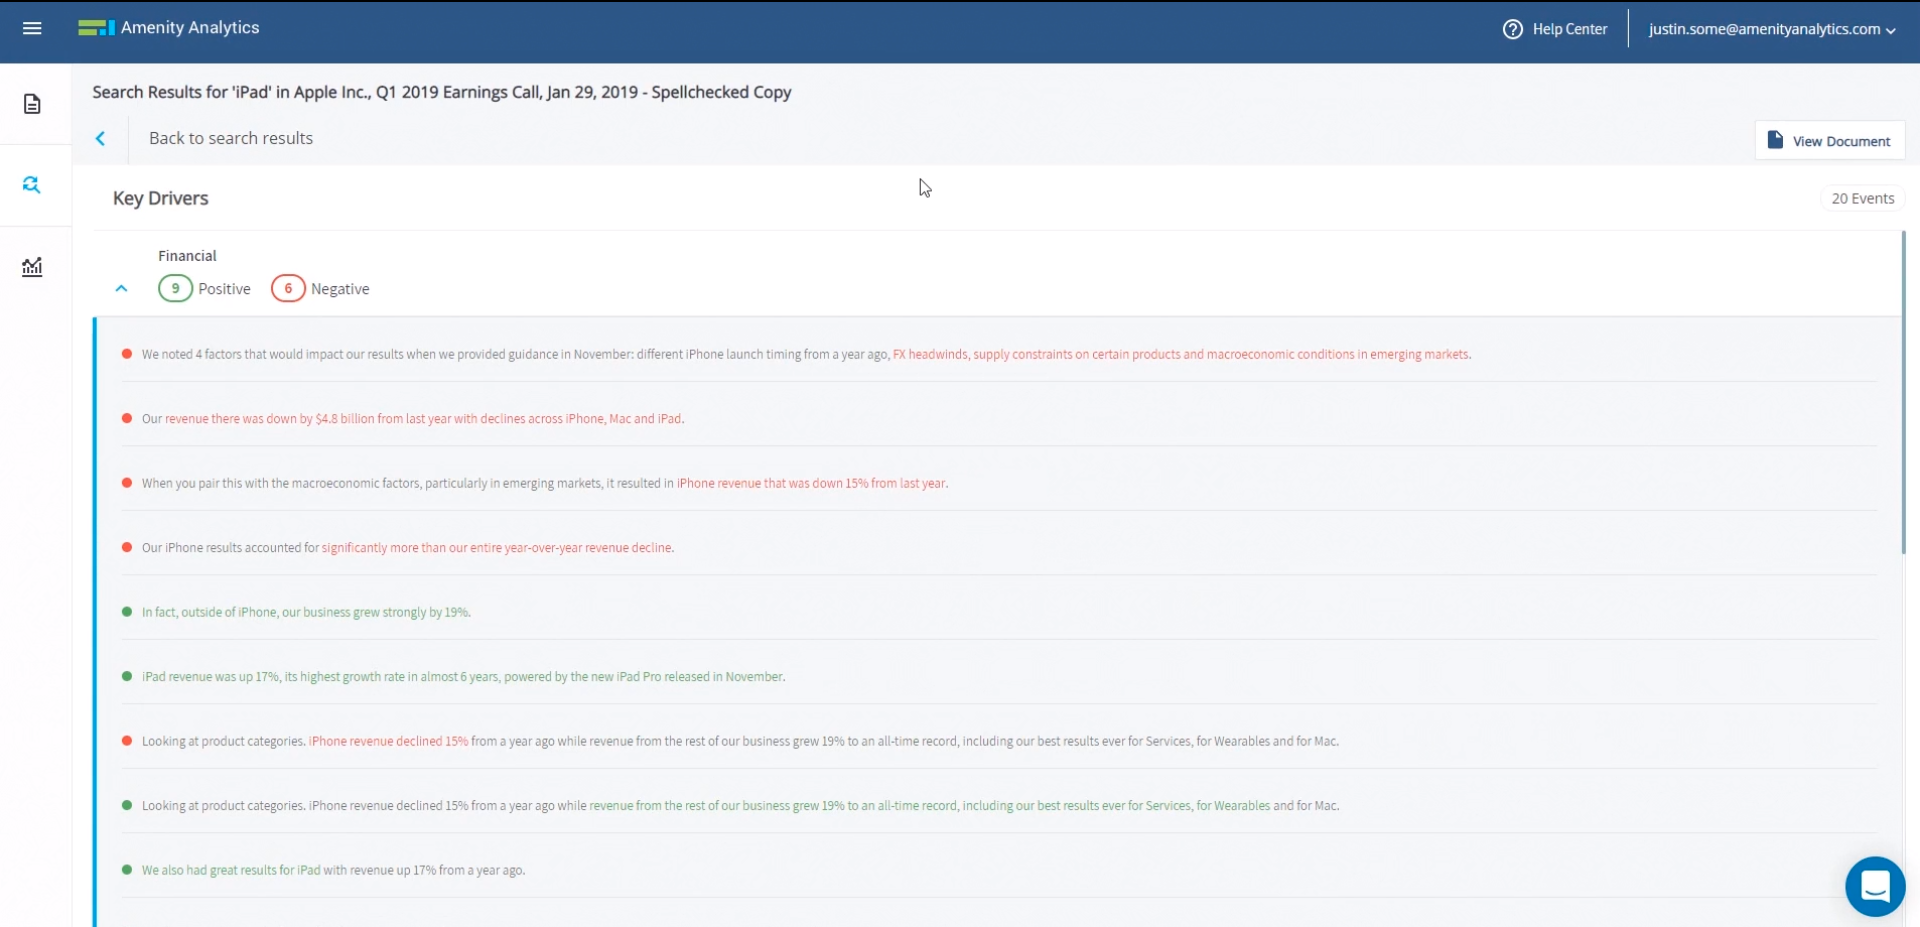 Amenity Analytics
Help Center
justin.some@amenityanalytics.com
Search Results for 'iPad' in Apple Inc., Q1 2019 Earnings Call, Jan 29, 2019 - Spellchecked Copy
Back to search results
View Document
Key Drivers
20 Events
Financial
9 Positive 6 Negative
We noted 4 factors that would impact our results when we provided guidance in November: different iPhone launch timing from a year ago, FX headwinds, supply constraints on certain products and macroeconomic conditions in emerging markets.
Our revenue there was down by $4.8 billion from last year with declines across iPhone, Mac and iPad.
When you pair this with the macroeconomic factors, particularly in emerging markets, it resulted in iPhone revenue that was down 15% from last year.
Our iPhone results accounted for significantly more than our entire year-over-year revenue decline.
In fact, outside of iPhone, our business grew strongly by 19%.
iPad revenue was up 17%, its highest growth rate in almost 6 years, powered by the new iPad Pro released in November.
Looking at product categories. iPhone revenue declined 15% from a year ago while revenue from the rest of our business grew 19% to an all-time record, including our best results ever for Services, for Wearables and for Mac.
Looking at product categories. iPhone revenue declined 15% from a year ago while revenue from the rest of our business grew 19% to an all-time record, including our best results ever for Services, for Wearables and for Mac.
We also had great results for iPad with revenue up 17% from a year ago.